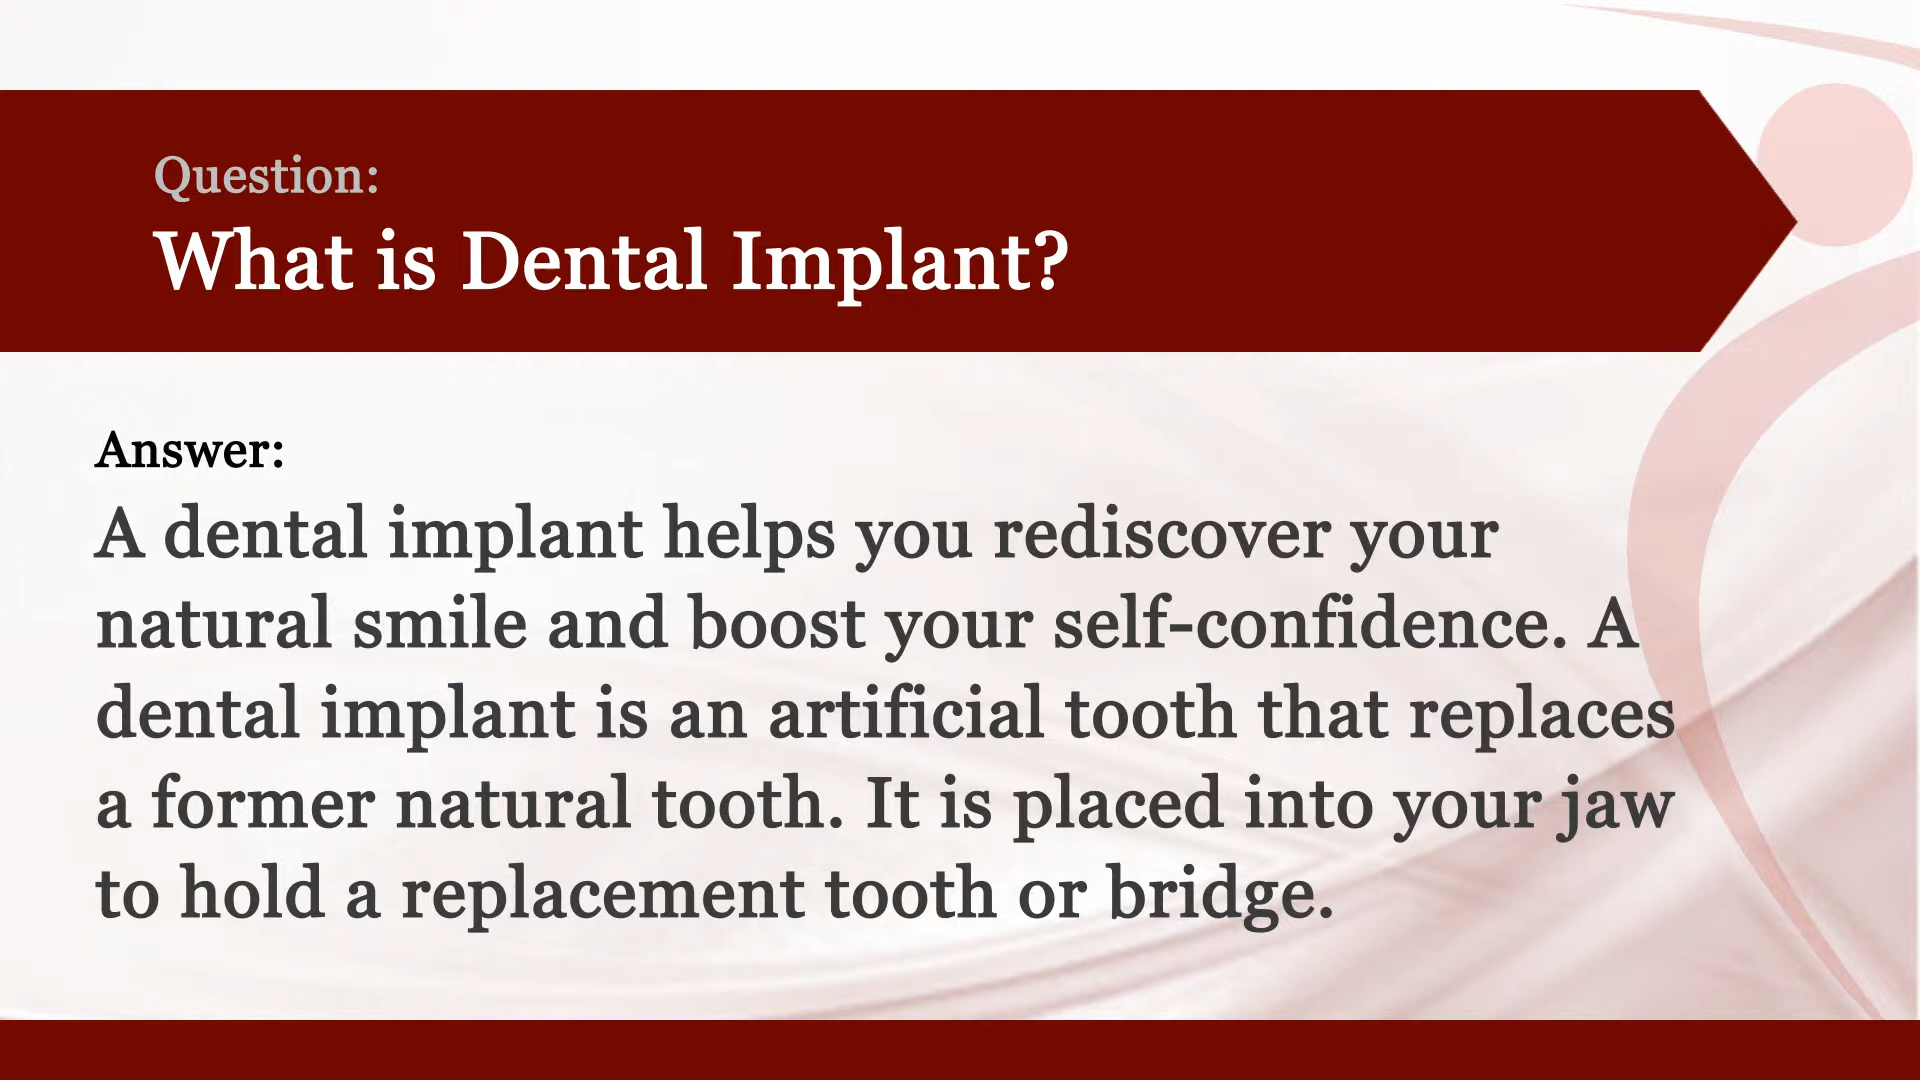 Question:
What is Dental Implant?
Answer:
A dental implant helps you rediscover your
natural smile and boost your self-confidence. A
dental implant is an artificial tooth that replaces
a former natural tooth. It is placed into your jaw
to hold a replacement tooth or bridge.